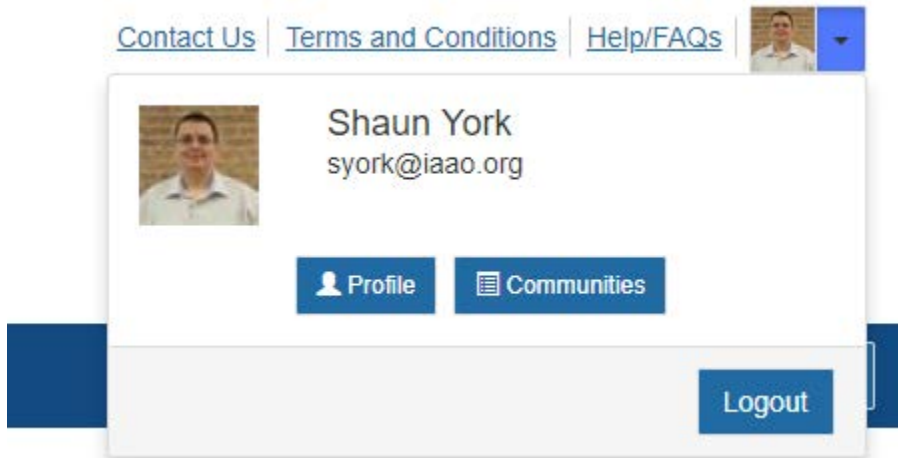 Contact Us Terms and Conditions Help/FAQs
Shaun York
syork@iaao.org
Profile Communities
Logout